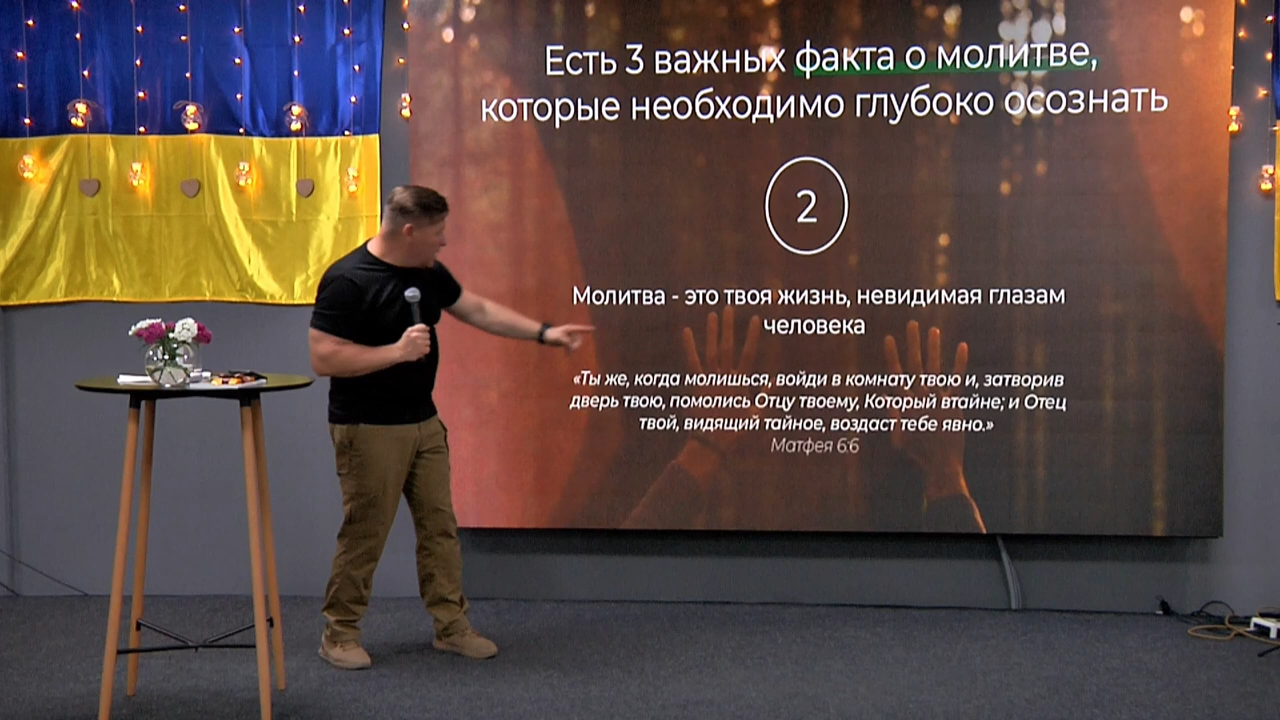 Есть 3 важных факта о молитве,
которые необходимо глубоко осознать
2
Молитва - это твоя жизнь, невидимая глазам
человека
«Ты же, когда молишься, войди в комнату твою и, затворив
дверь твою, помолись Отцу твоему, Который втайне; и Отец
твой, видящий тайное, воздаст тебе явно.»
Матфея 6:6